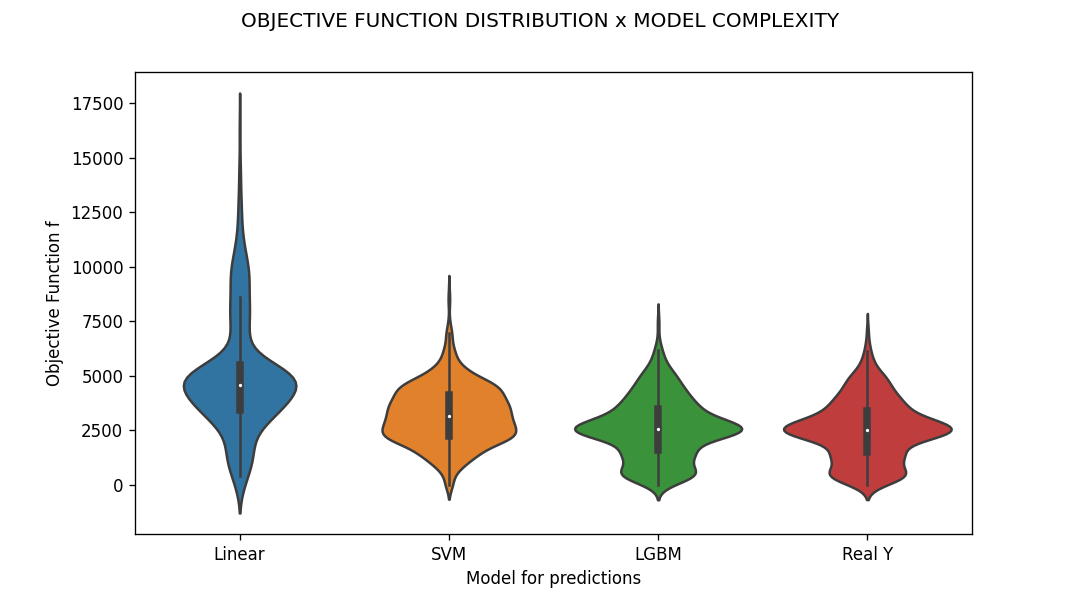 OBJECTIVE FUNCTION DISTRIBUTION x MODEL COMPLEXITY
Objective Function f
17500
15000
12500
10000
7500
5000
2500
0
Linear
SVM
LGBM
Real Y
Model for predictions